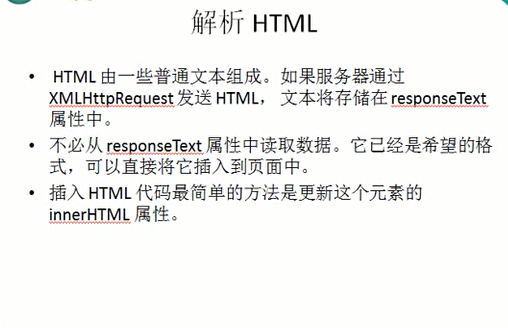 解析 HTML
• HTML 由一些普通文本组成。如果服务器通过
XMLHttpRequest 发送 HTML, 文本将存储在 responseText
属性中。
• 不必从 responseText 属性中读取数据。它已经是希望的格
式，可以直接将它插入到页面中。
• 插入 HTML 代码最简单的方法是更新这个元素的
innerHTML 属性。